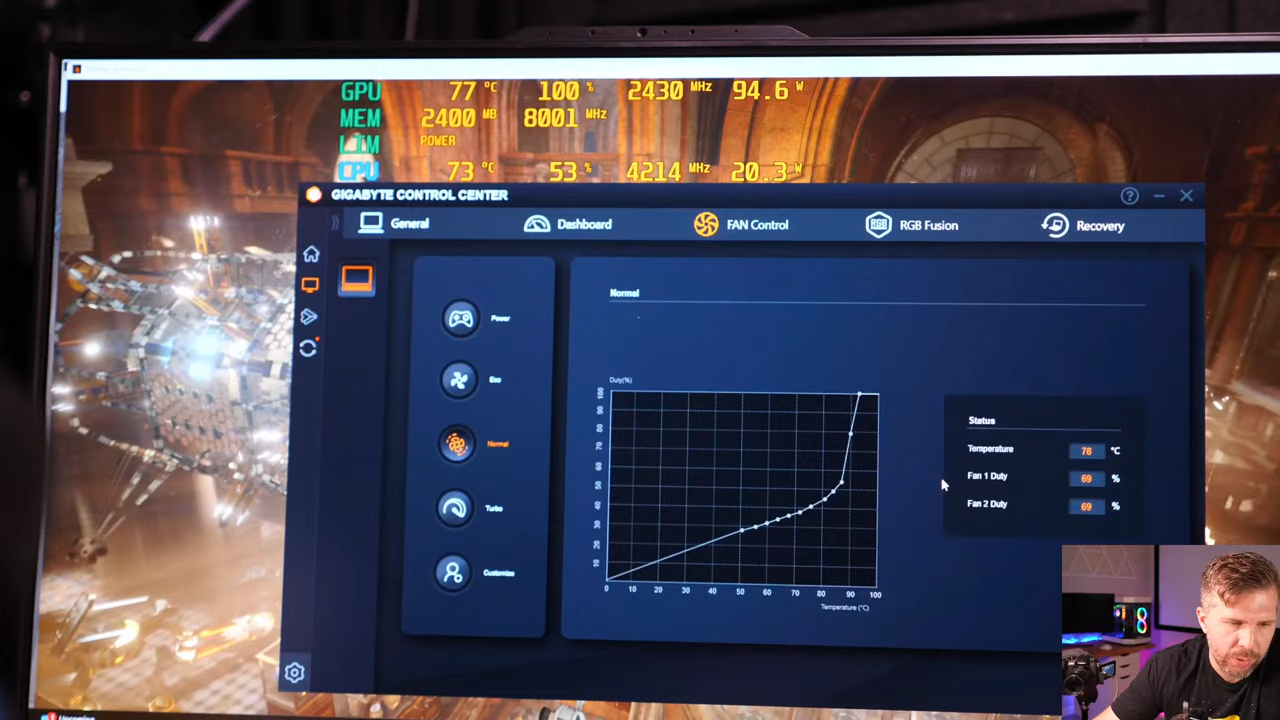 GPU 77 °C 100 % 2430 MHz 94.6 W
MEM 2400 MB 8001 MHz
LIM POWER
CPU 73 °C 53 % 4214 MHz 20.3 W
GIGABYTE CONTROL CENTER
General Dashboard FAN Control RGB Fusion Recovery
Power
Eco
Normal
Turbo
Customize
Normal
Duty(%)
100
90
80
70
60
50
40
30
20
10
0 10 20 30 40 50 60 70 80 90 100
Temperature (°C)
Status
Temperature 78 °C
Fan 1 Duty 69 %
Fan 2 Duty 69 %
Upcoming